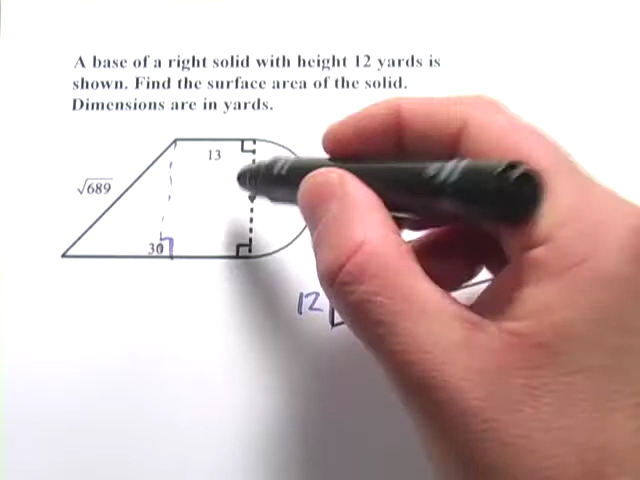 A base of a right solid with height 12 yards is
shown. Find the surface area of the solid.
Dimensions are in yards.
13
√689
30
12